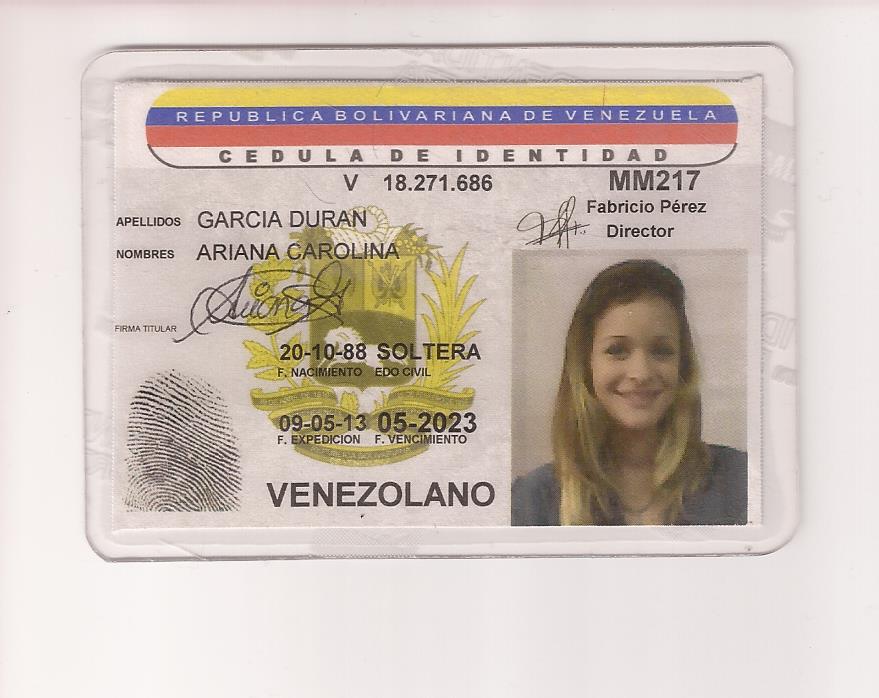 REPUBLICA BOLIVARIANA DE VENEZUELA
CEDULA DE IDENTIDAD
V 18.271.686 MM217
Fabricio Pérez
Director
APELLIDOS GARCIA DURAN
NOMBRES ARIANA CAROLINA
FIRMA TITULAR
20-10-88 SOLTERA
F. NACIMIENTO EDO CIVIL
09-05-13 05-2023
F. EXPEDICION F. VENCIMIENTO
VENEZOLANO